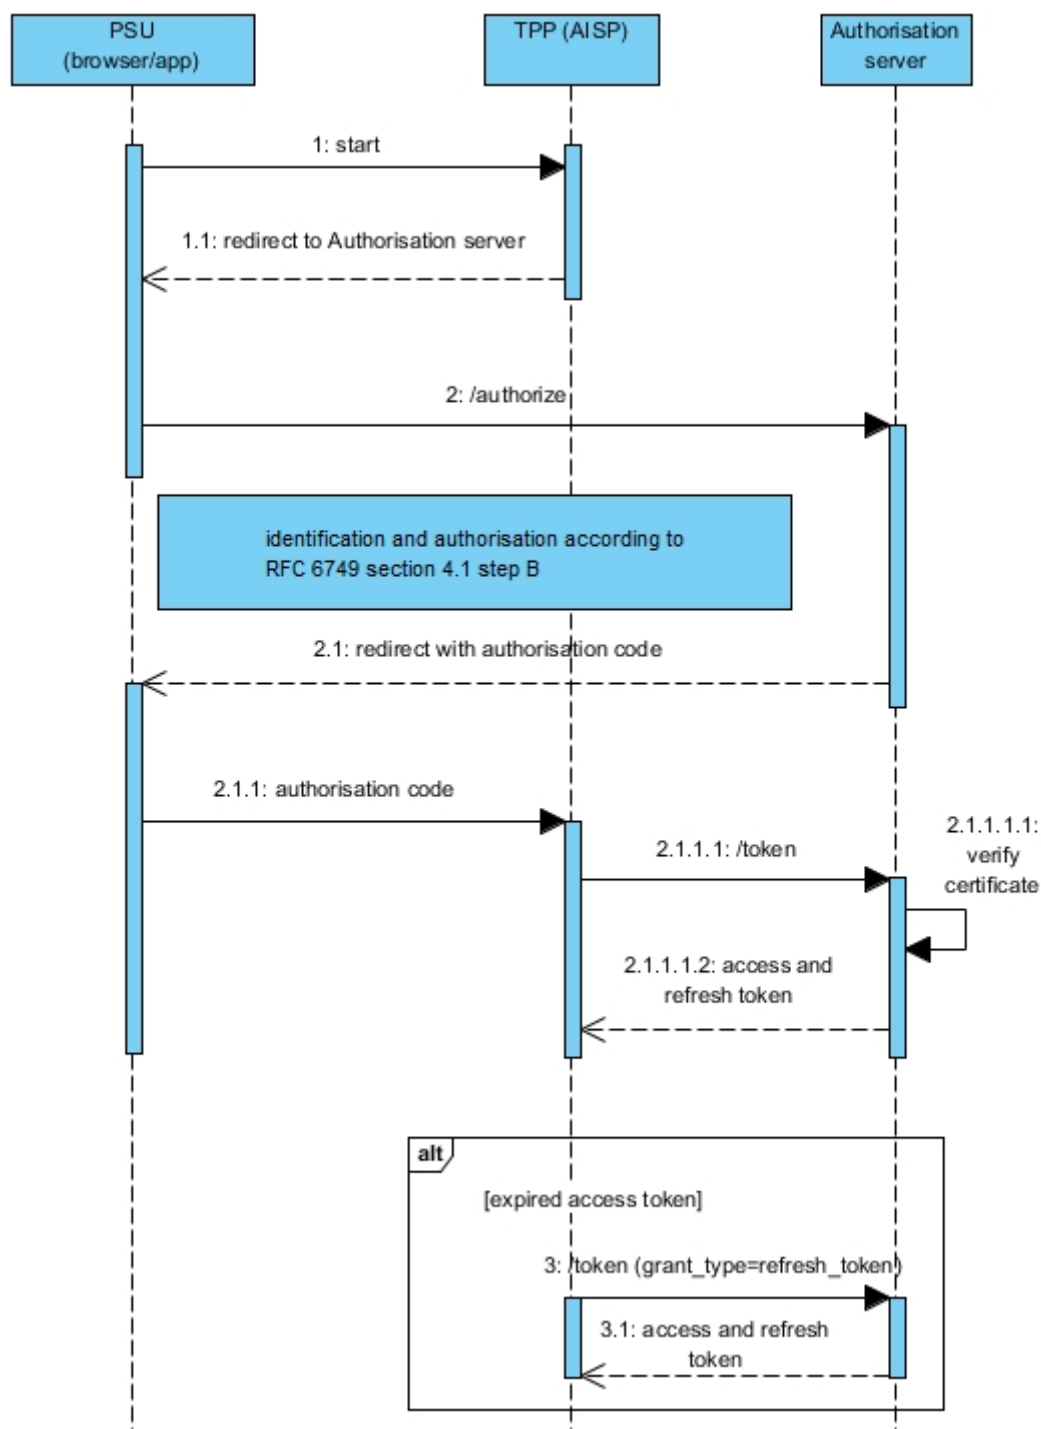 PSU
(browser/app)
TPP (AISP)
Authorisation
server
1: start
1.1: redirect to Authorisation server
2: /authorize
identification and authorisation according to
RFC 6749 section 4.1 step B
2.1: redirect with authorisation code
2.1.1: authorisation code
2.1.1.1: /token
2.1.1.1.1:
verify
certificate
2.1.1.1.2: access and
refresh token
alt
[expired access token]
3: /token (grant_type=refresh_token)
3.1: access and refresh
token